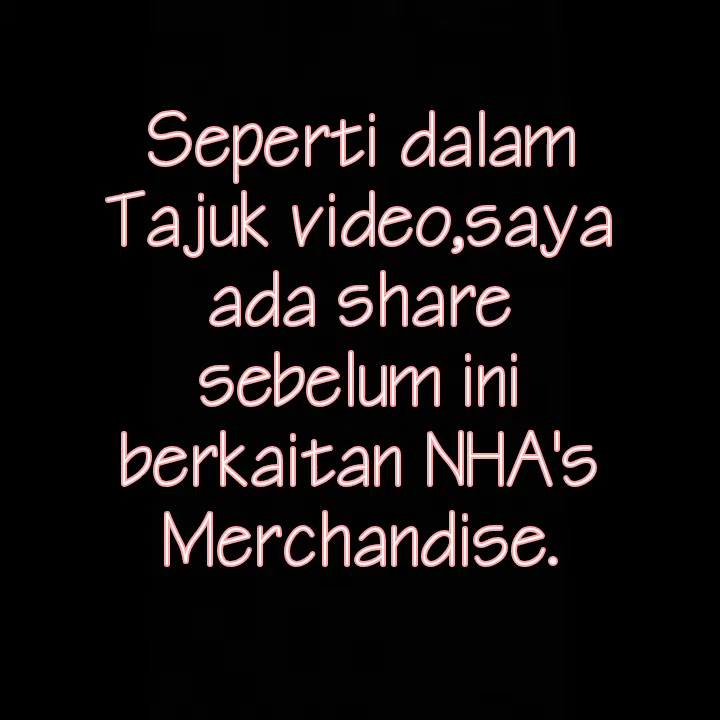 Seperti dalam
Tajuk video,saya
ada share
sebelum ini
berkaitan NHA's
Merchandise.